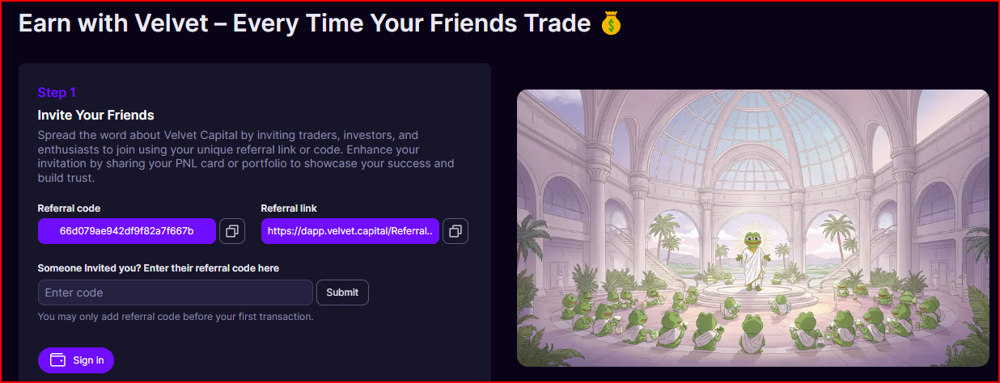 Earn with Velvet – Every Time Your Friends Trade 💰
Step 1
Invite Your Friends
Spread the word about Velvet Capital by inviting traders, investors, and
enthusiasts to join using your unique referral link or code. Enhance your
invitation by sharing your PNL card or portfolio to showcase your success and
build trust.
Referral code
66d079ae942df9f82a7f667b
Referral link
https://dapp.velvet.capital/Referral..
Someone Invited you? Enter their referral code here
Enter code
Submit
You may only add referral code before your first transaction.
Sign in